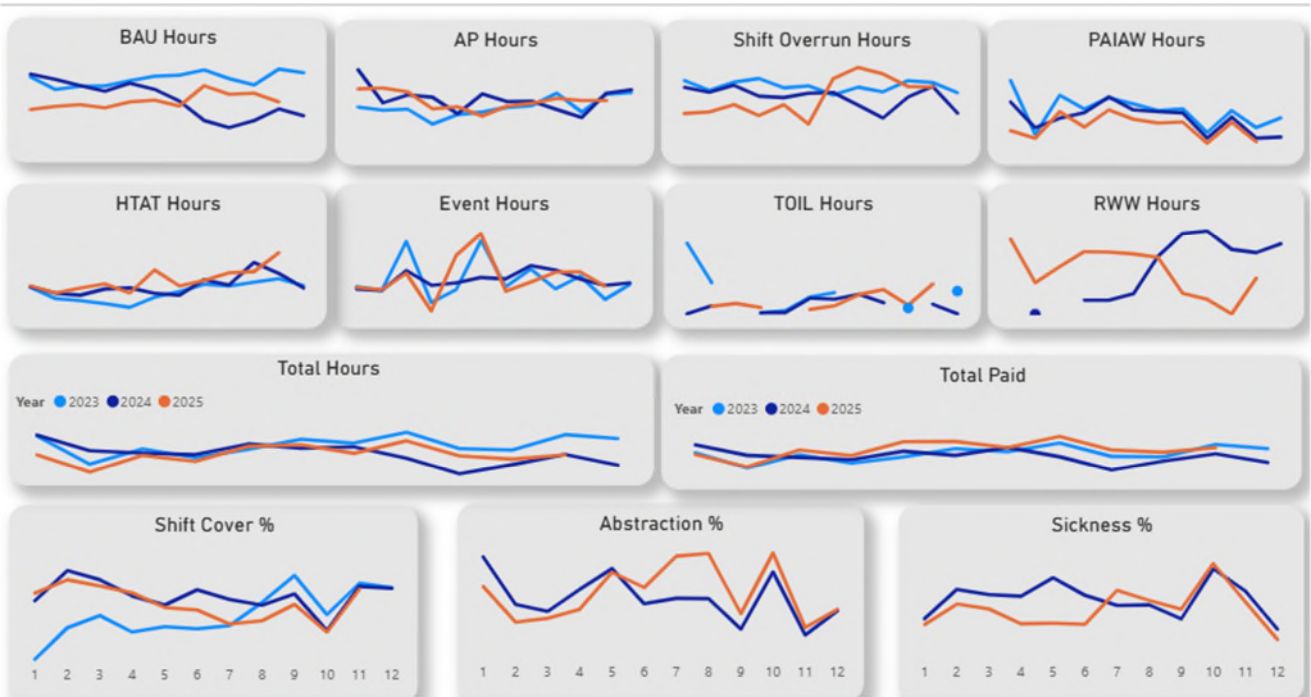 BAU Hours
AP Hours
Shift Overrun Hours
PAIAW Hours
HTAT Hours
Event Hours
TOIL Hours
RWW Hours
Total Hours
Year 2023 2024 2025
Total Paid
Year 2023 2024 2025
Shift Cover %
1 2 3 4 5 6 7 8 9 10 11 12
Abstraction %
1 2 3 4 5 6 7 8 9 10 11 12
Sickness %
1 2 3 4 5 6 7 8 9 10 11 12